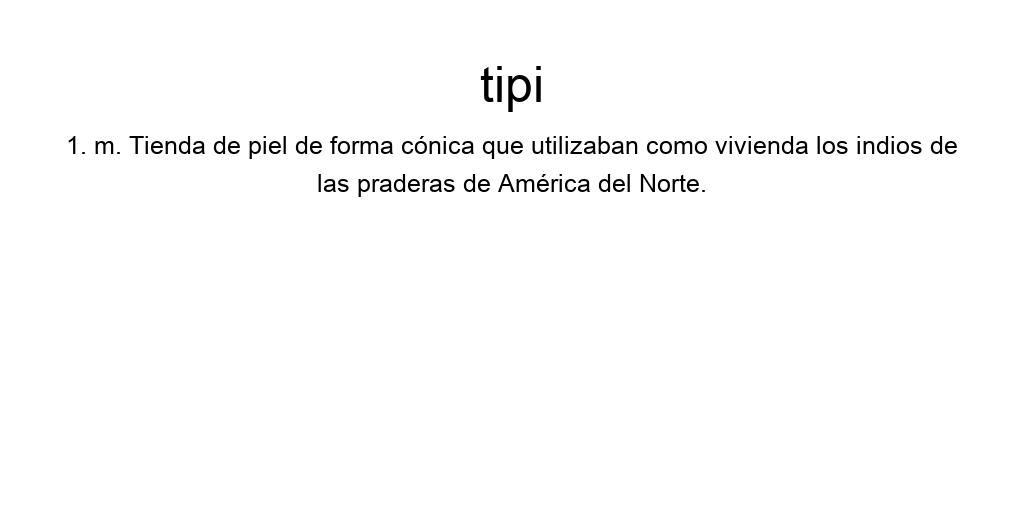 tipi
1. m. Tienda de piel de forma cónica que utilizaban como vivienda los indios de
las praderas de América del Norte.